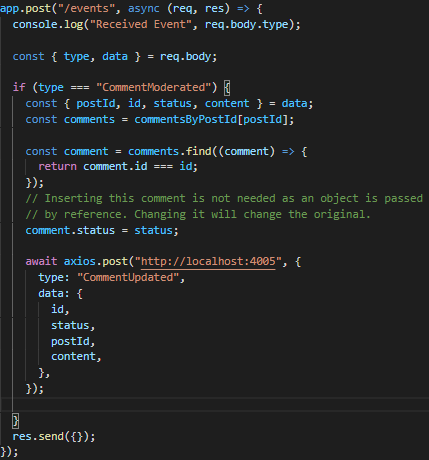 app.post("/events", async (req, res) => {
  console.log("Received Event", req.body.type);

  const { type, data } = req.body;

  if (type === "CommentModerated") {
    const { postId, id, status, content } = data;
    const comments = commentsByPostId[postId];

    const comment = comments.find((comment) => {
      return comment.id === id;
    });
    // Inserting this comment is not needed as an object is passed
    // by reference. Changing it will change the original.
    comment.status = status;

    await axios.post("http://localhost:4005", {
      type: "CommentUpdated",
      data: {
        id,
        status,
        postId,
        content,
      },
    });

  }
  res.send({});
});